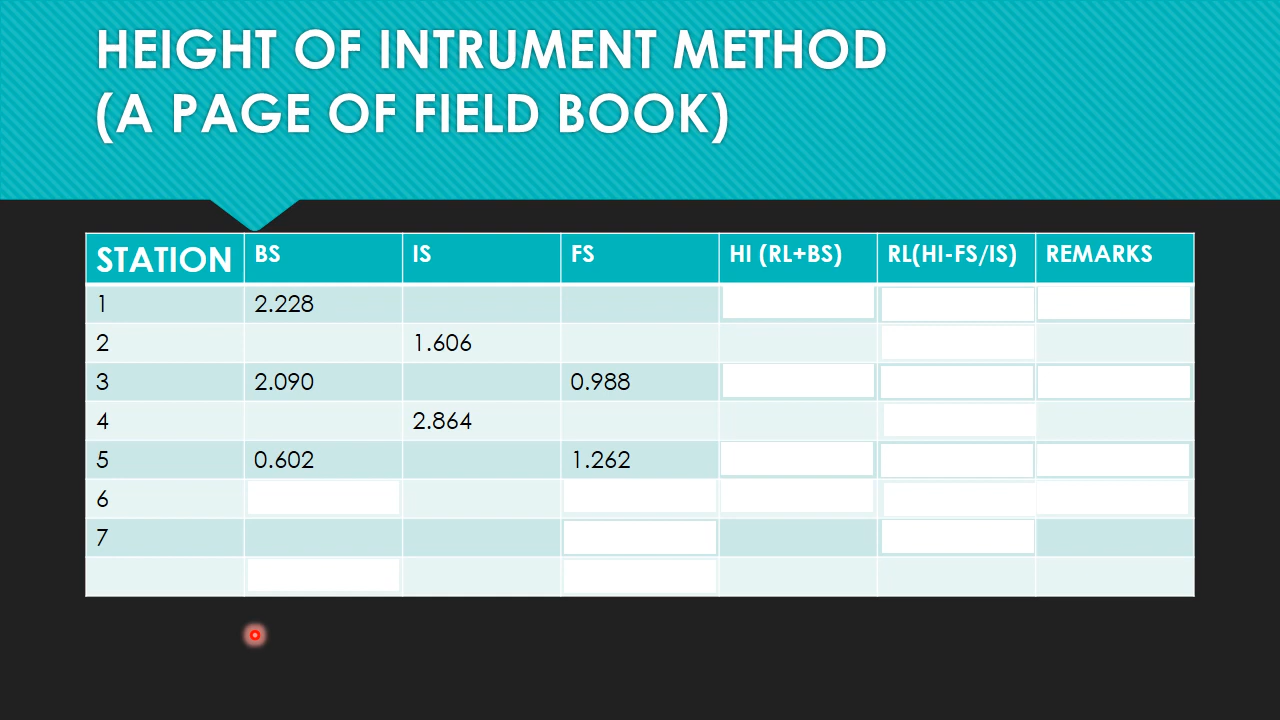 HEIGHT OF INTRUMENT METHOD
(A PAGE OF FIELD BOOK)
STATION BS IS FS HI (RL+BS) RL(HI-FS/IS) REMARKS
1 2.228
2 1.606
3 2.090 0.988
4 2.864
5 0.602 1.262
6
7